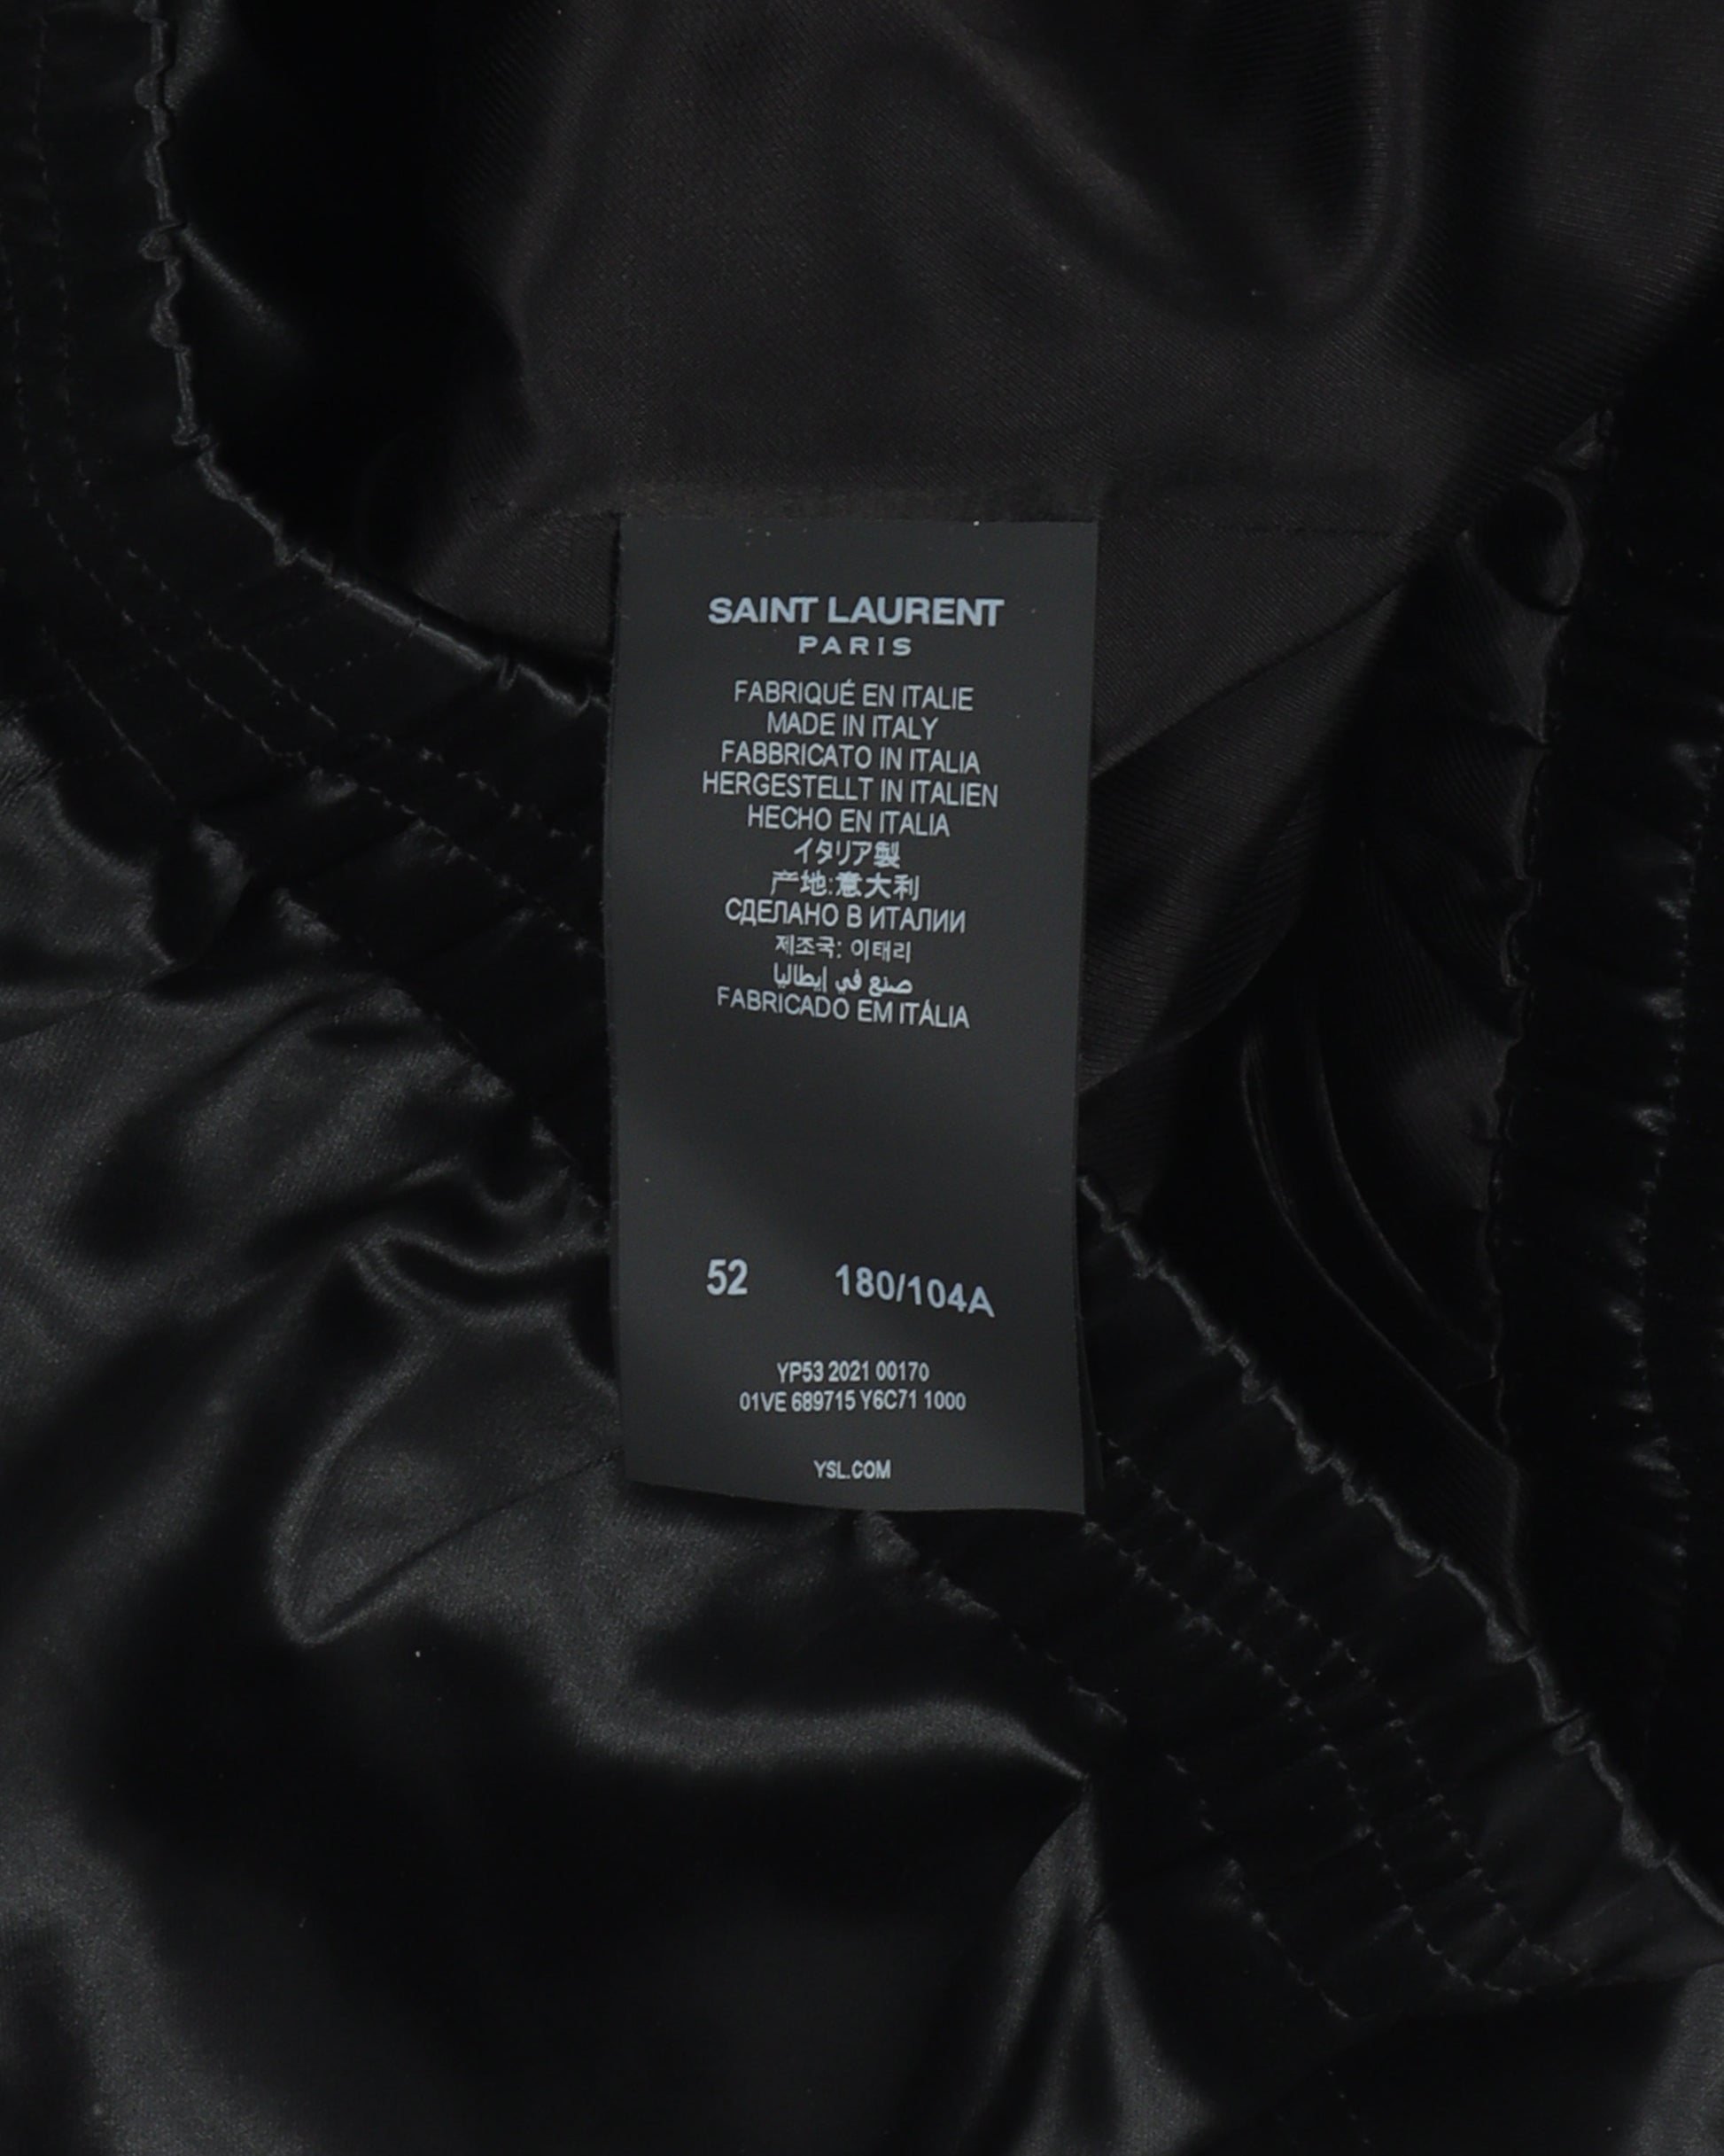 SAINT LAURENT
PARIS
FABRIQUÉ EN ITALIE
MADE IN ITALY
FABBRICATO IN ITALIA
HERGESTELLT IN ITALIEN
HECHO EN ITALIA
イタリア製
产地:意大利
СДЕЛАНО В ИТАЛИИ
제조국: 이태리
صنع في إيطاليا
FABRICADO EM ITÁLIA
52 180/104A
YP53 2021 00170
01VE 689715 Y6C71 1000
YSL.COM